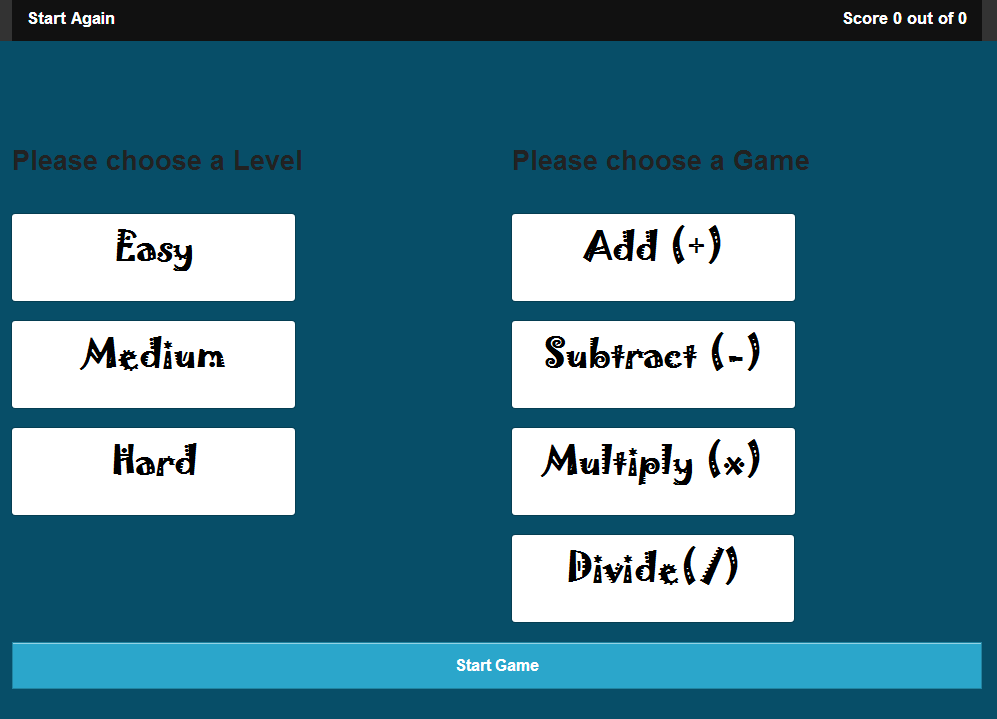 Start Again
Score 0 out of 0
Please choose a Level
Easy
Medium
Hard
Please choose a Game
Add (+)
Subtract (-)
Multiply (x)
Divide(/)
Start Game